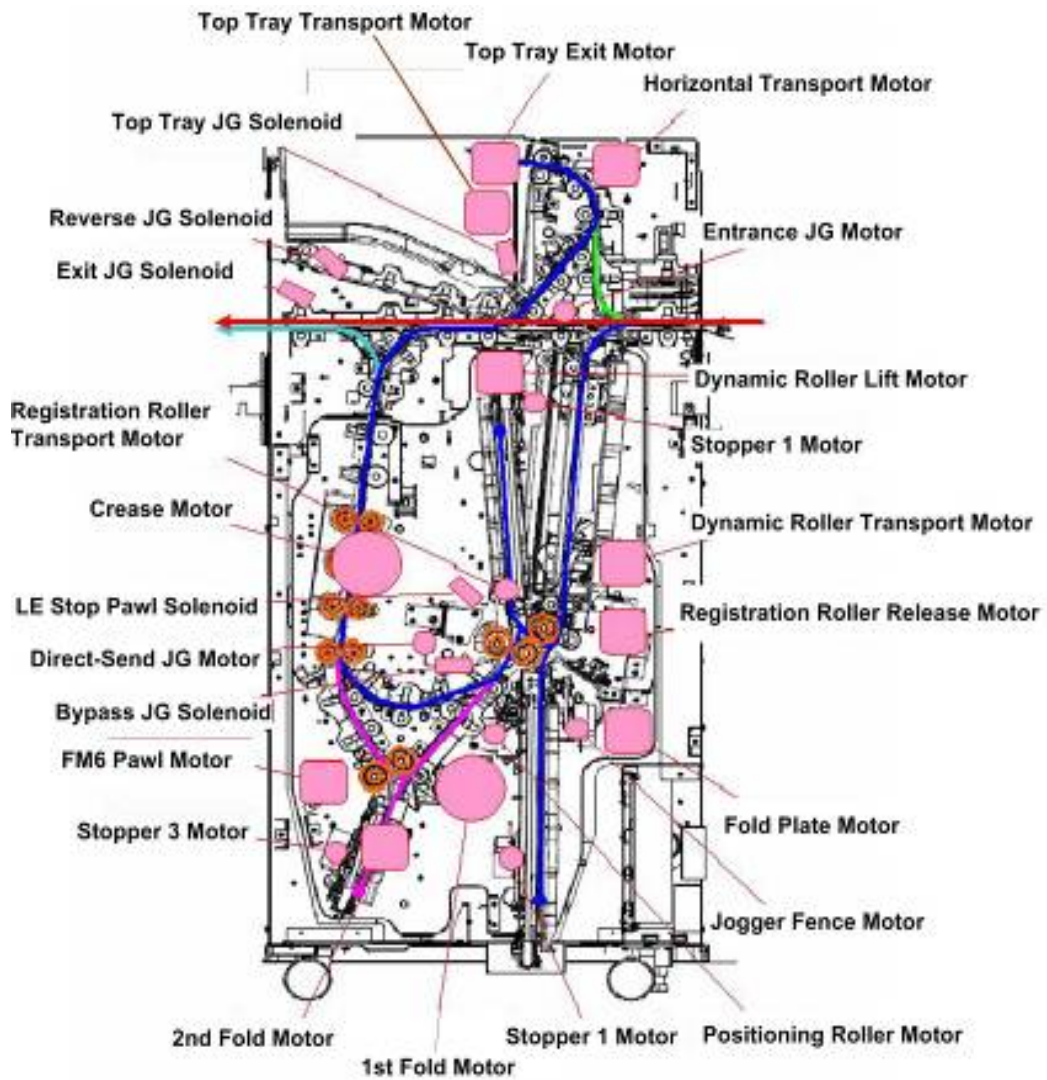 Top Tray Transport Motor
Top Tray Exit Motor
Horizontal Transport Motor
Top Tray JG Solenoid
Reverse JG Solenoid
Entrance JG Motor
Exit JG Solenoid
Dynamic Roller Lift Motor
Registration Roller
Transport Motor
Stopper 1 Motor
Crease Motor
Dynamic Roller Transport Motor
LE Stop Pawl Solenoid
Registration Roller Release Motor
Direct-Send JG Motor
Bypass JG Solenoid
FM6 Pawl Motor
Fold Plate Motor
Stopper 3 Motor
Jogger Fence Motor
2nd Fold Motor
Stopper 1 Motor
Positioning Roller Motor
1st Fold Motor